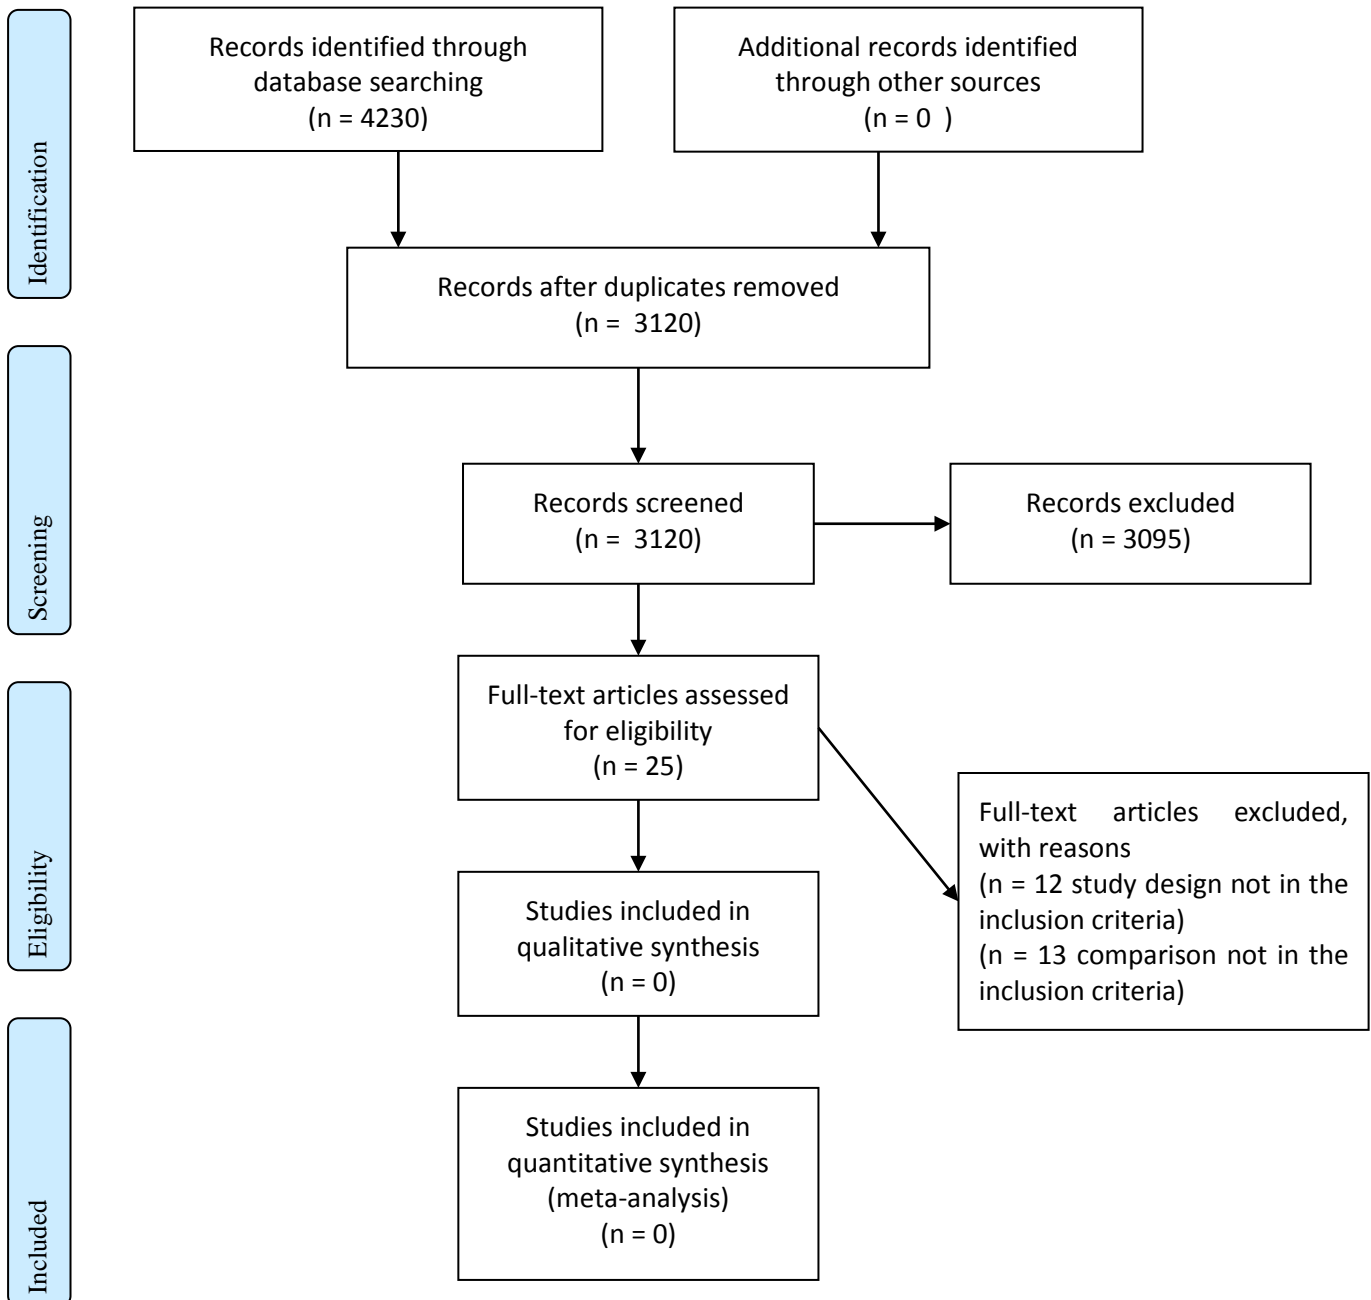 Identification
Records identified through
database searching
(n = 4230)
Additional records identified
through other sources
(n = 0  )
Records after duplicates removed
(n =  3120)
Screening
Records screened
(n =  3120)
Records excluded
(n = 3095)
Eligibility
Full-text articles assessed
for eligibility
(n = 25)
Full-text articles excluded,
with reasons
(n = 12 study design not in the
inclusion criteria)
(n = 13 comparison not in the
inclusion criteria)
Studies included in
qualitative synthesis
(n = 0)
Included
Studies included in
quantitative synthesis
(meta-analysis)
(n = 0)